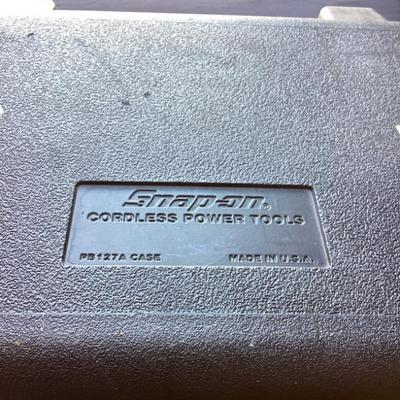 Snap-on®
CORDLESS POWER TOOLS
PB127A CASE MADE IN U.S.A.